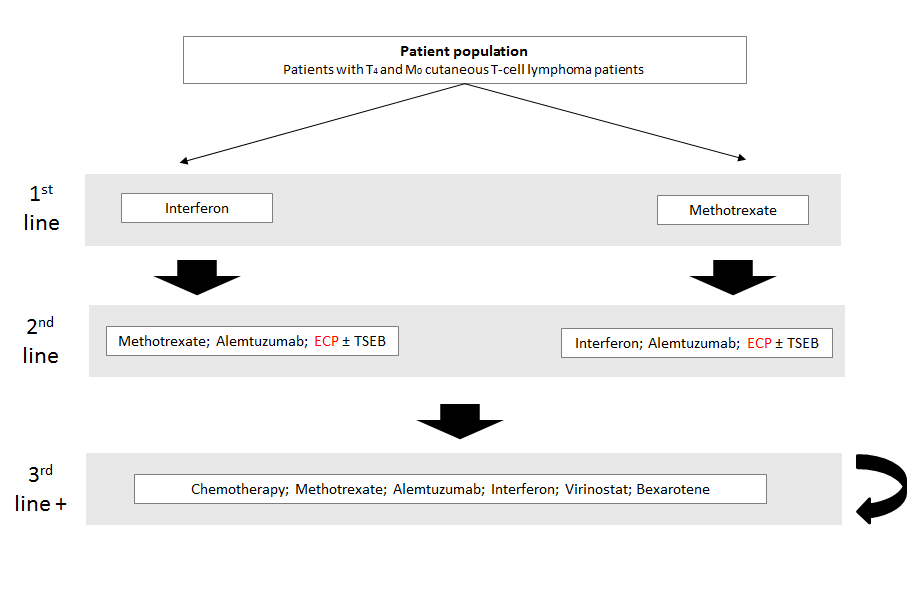 Patient population
Patients with T4 and M0 cutaneous T-cell lymphoma patients
1st
line
Interferon
Methotrexate
2nd
line
Methotrexate; Alemtuzumab; ECP ± TSEB
Interferon; Alemtuzumab; ECP ± TSEB
3rd
line +
Chemotherapy; Methotrexate; Alemtuzumab; Interferon; Virinostat; Bexarotene